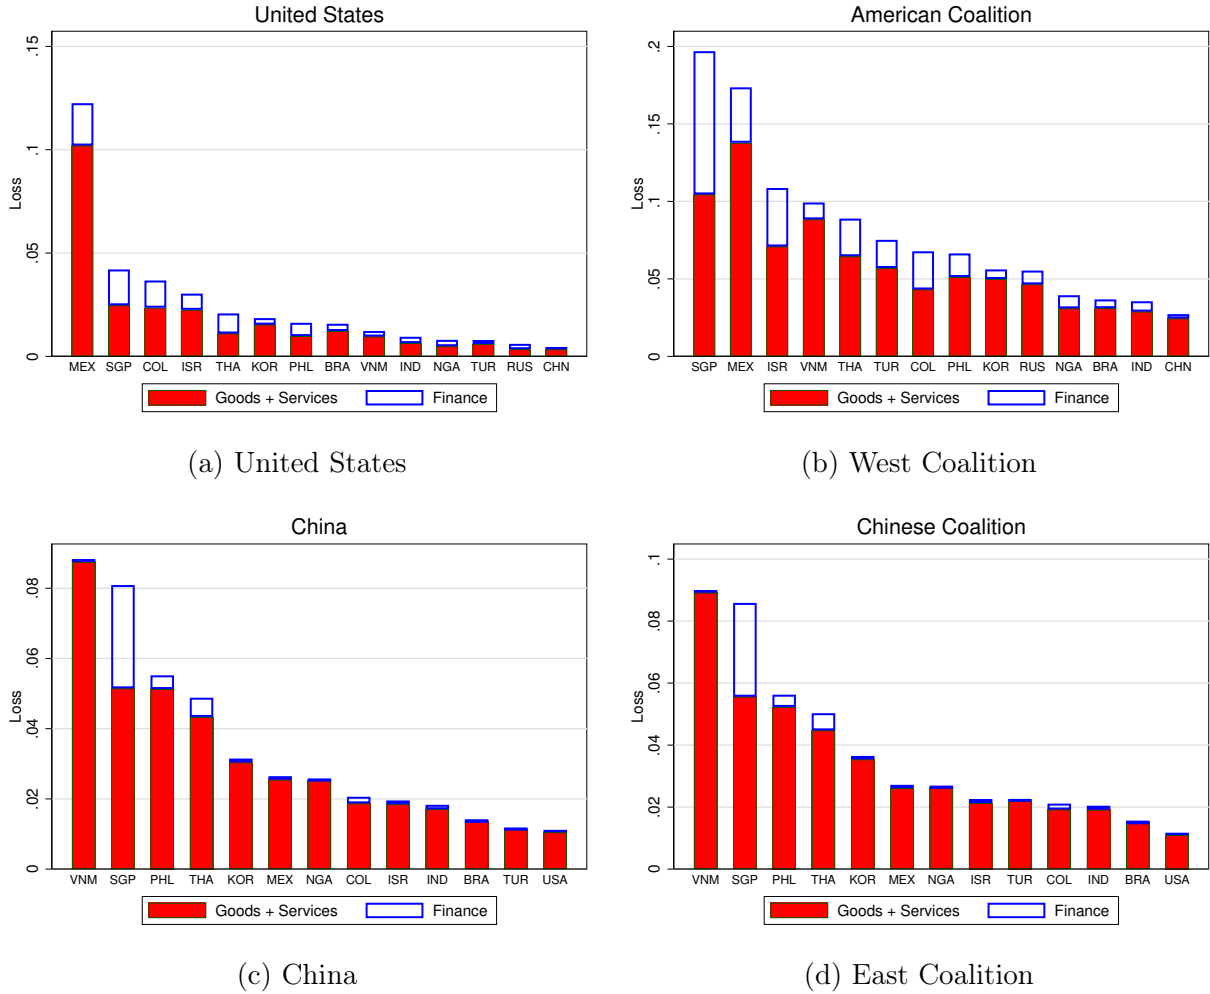 United States
Loss
.15
.1
.05
0
MEX SGP COL ISR THA KOR PHL BRA VNM IND NGA TUR RUS CHN
Goods + Services Finance
(a) United States
American Coalition
Loss
.2
.15
.1
.05
0
SGP MEX ISR VNM THA TUR COL PHL KOR RUS NGA BRA IND CHN
Goods + Services Finance
(b) West Coalition
China
Loss
.08
.06
.04
.02
0
VNM SGP PHL THA KOR MEX NGA COL ISR IND BRA TUR USA
Goods + Services Finance
(c) China
Chinese Coalition
Loss
.1
.08
.06
.04
.02
0
VNM SGP PHL THA KOR MEX NGA ISR TUR COL IND BRA USA
Goods + Services Finance
(d) East Coalition